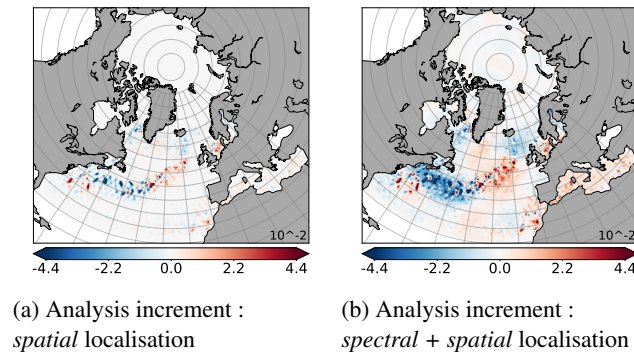 10^-2
-4.4 -2.2 0.0 2.2 4.4
(a) Analysis increment :
spatial localisation
10^-2
-4.4 -2.2 0.0 2.2 4.4
(b) Analysis increment :
spectral + spatial localisation